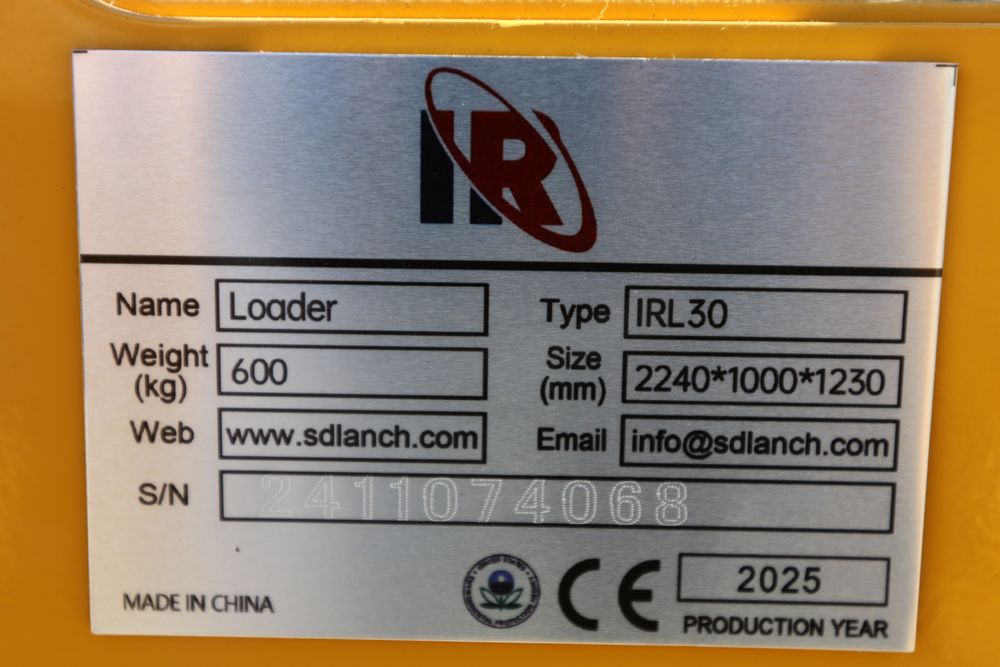 IR
Name Loader Type IRL30
Weight (kg) 600 Size (mm) 2240*1000*1230
Web www.sdlanch.com Email info@sdlanch.com
S/N 2411074068
MADE IN CHINA CE 2025
PRODUCTION YEAR